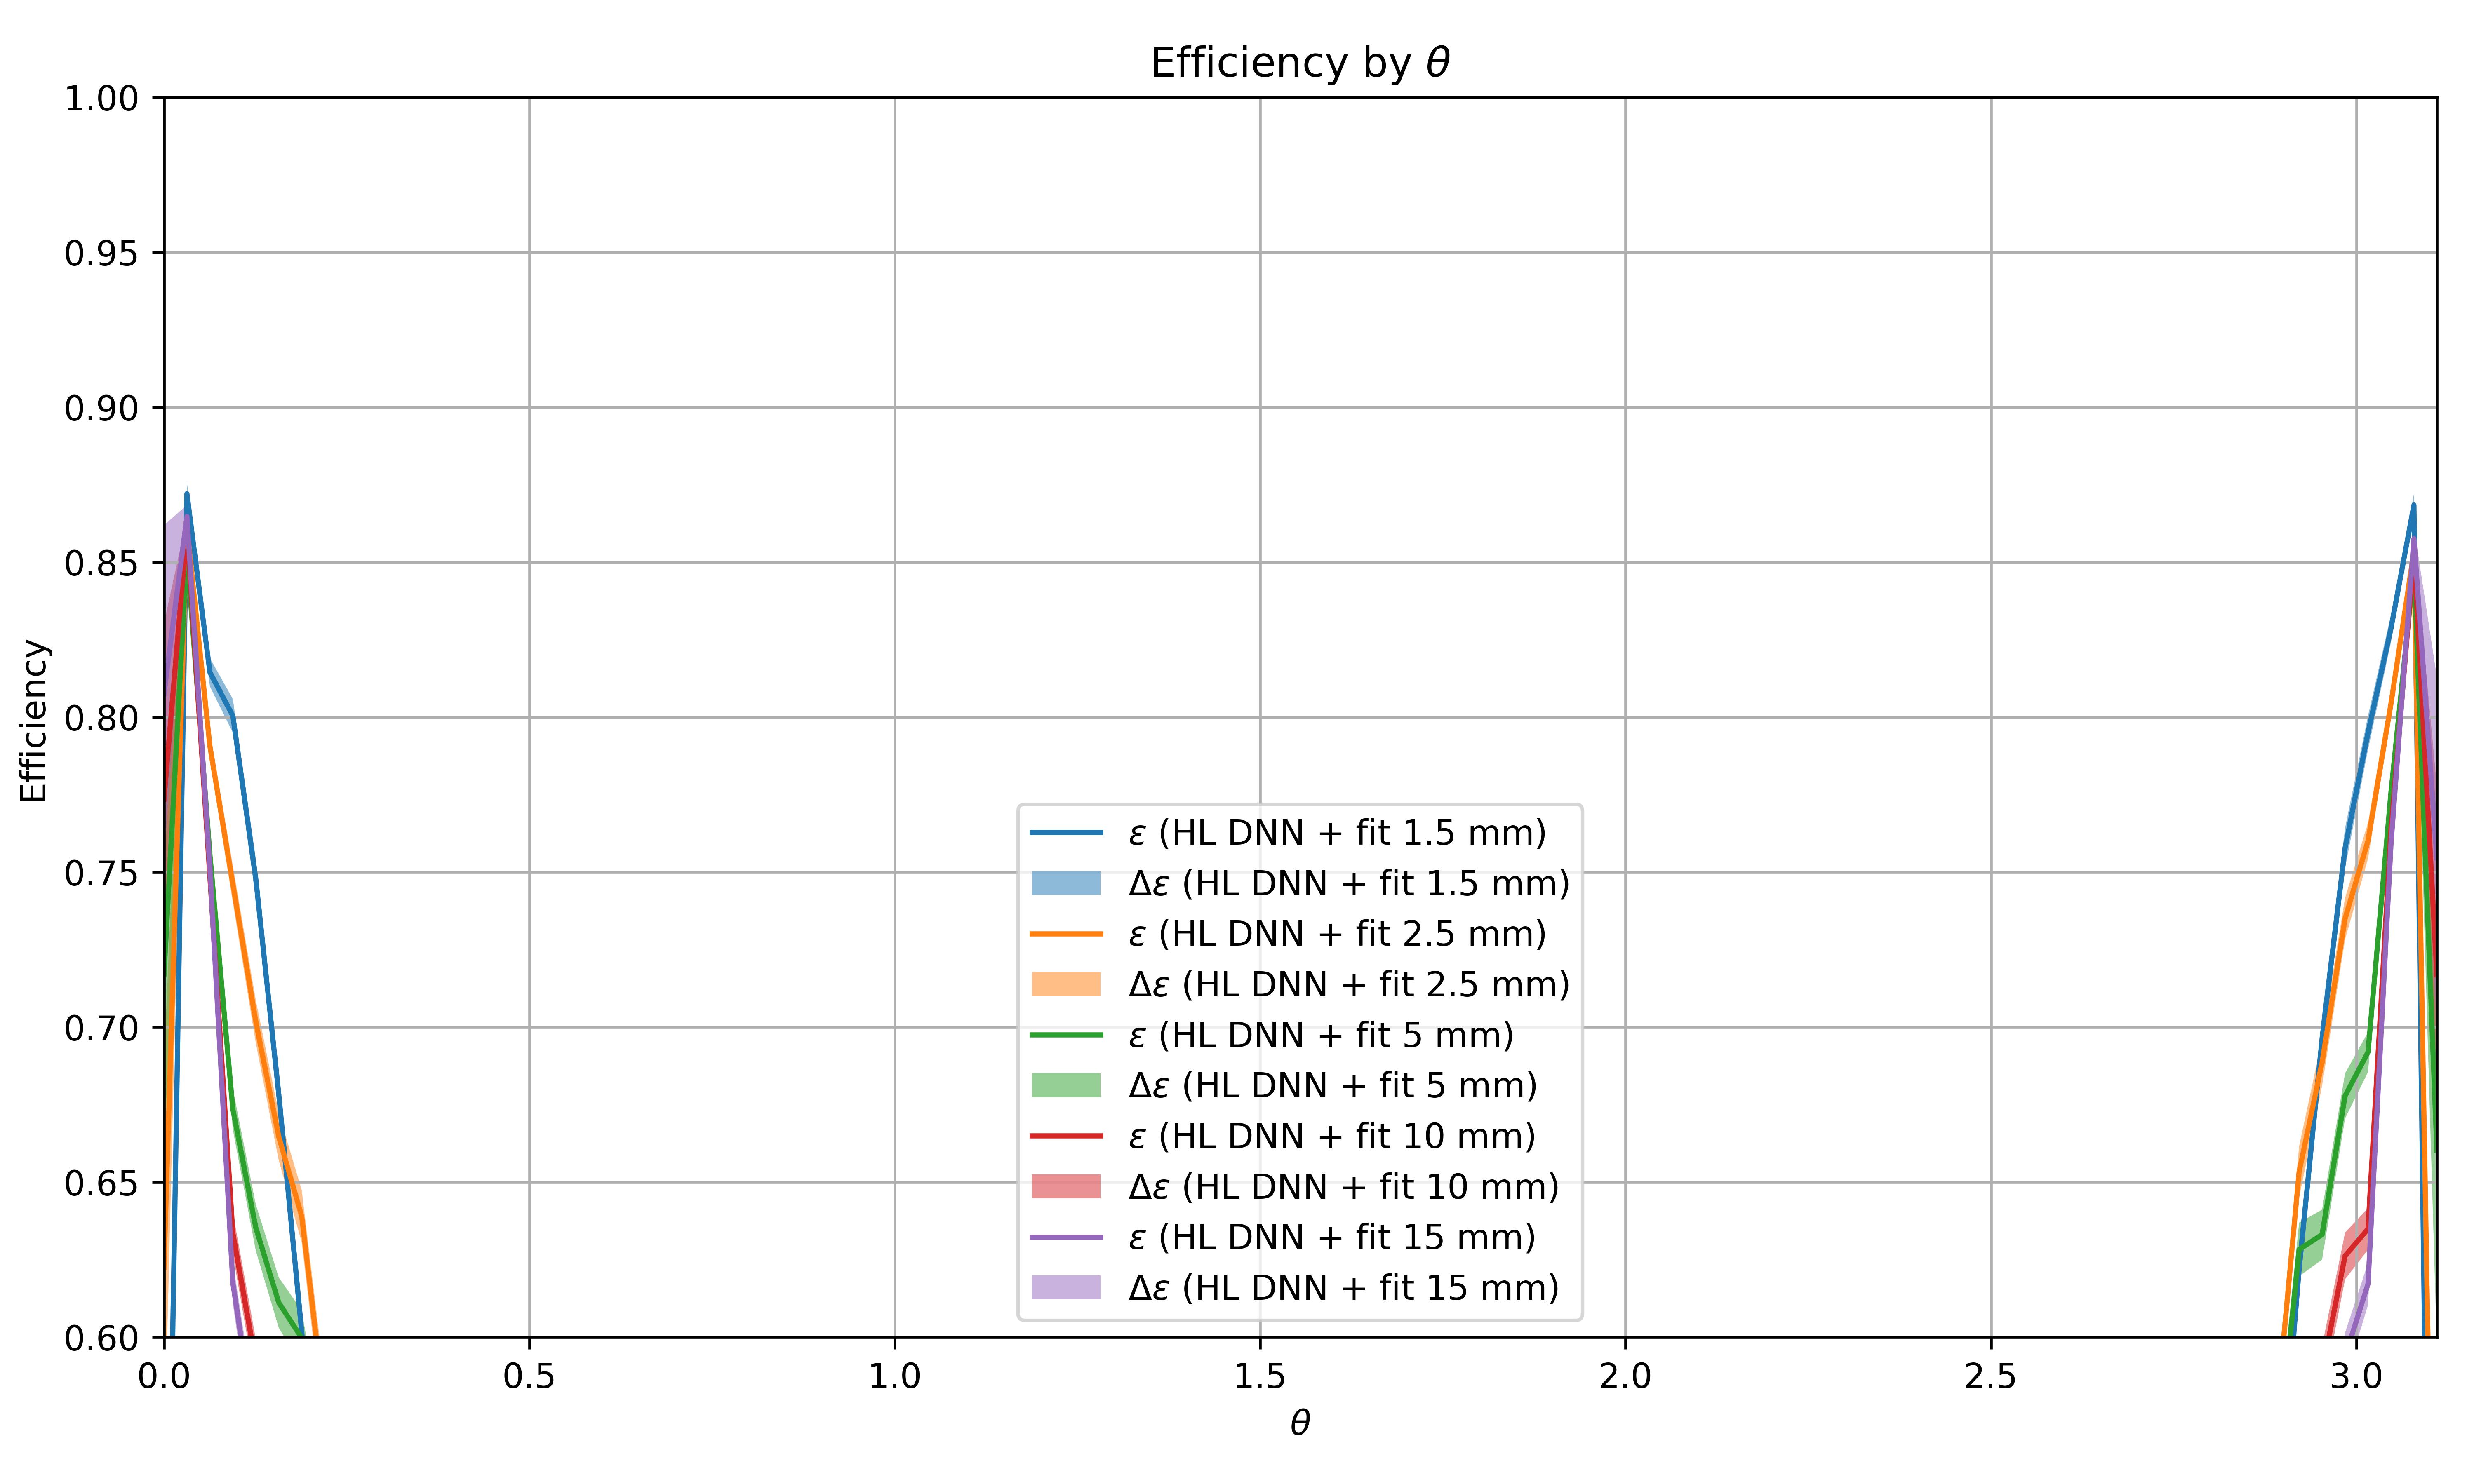 Efficiency by θ
1.00
0.95
0.90
0.85
0.80
0.75
0.70
0.65
0.60
Efficiency
ε (HL DNN + fit 1.5 mm)
Δε (HL DNN + fit 1.5 mm)
ε (HL DNN + fit 2.5 mm)
Δε (HL DNN + fit 2.5 mm)
ε (HL DNN + fit 5 mm)
Δε (HL DNN + fit 5 mm)
ε (HL DNN + fit 10 mm)
Δε (HL DNN + fit 10 mm)
ε (HL DNN + fit 15 mm)
Δε (HL DNN + fit 15 mm)
0.0 0.5 1.0 1.5 2.0 2.5 3.0
θ